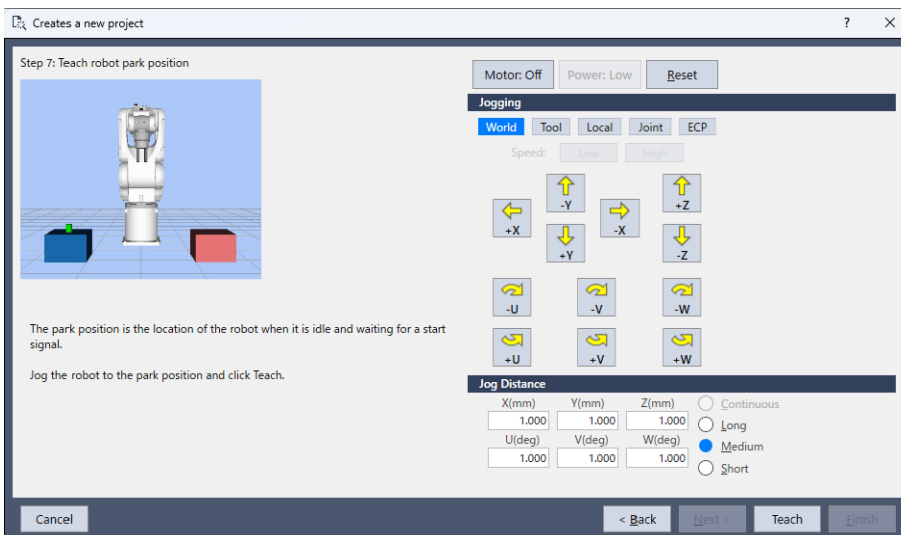 Creates a new project
?
Step 7: Teach robot park position
Motor: Off
Power: Low
Reset
Jogging
World
Tool
Local
Joint
ECP
Speed:
Low
High
-Y
+Z
+X
-X
+Y
-Z
-U
-V
-W
+U
+V
+W
The park position is the location of the robot when it is idle and waiting for a start
signal.
Jog the robot to the park position and click Teach.
Jog Distance
X(mm)
Y(mm)
Z(mm)
1.000
1.000
1.000
U(deg)
V(deg)
W(deg)
1.000
1.000
1.000
Continuous
Long
Medium
Short
Cancel
< Back
Next >
Teach
Finish